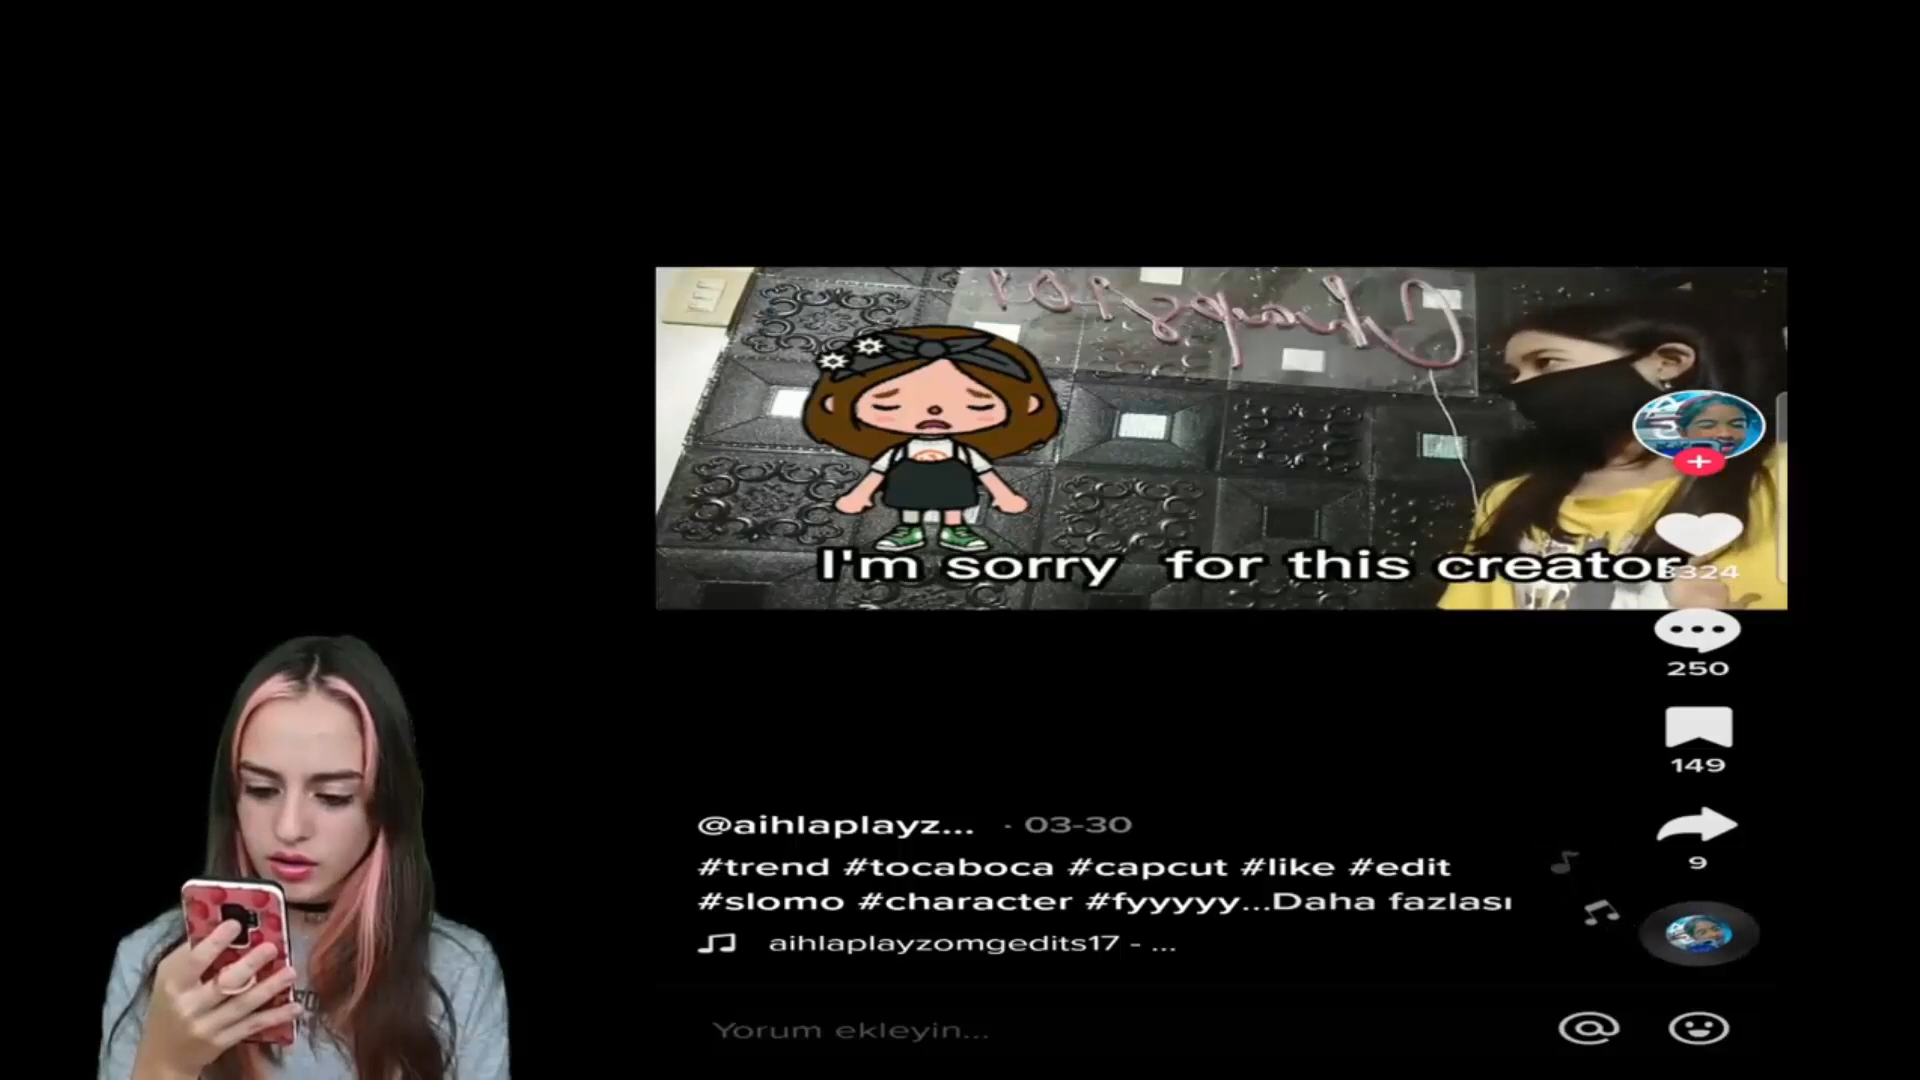 I'm sorry for this creator
3324
250
149
9
@aihlaplayz... · 03-30
#trend #tocaboca #capcut #like #edit
#slomo #character #fyyyyy...Daha fazlası
aihlaplayzomgedits17 - ...
Yorum ekleyin...